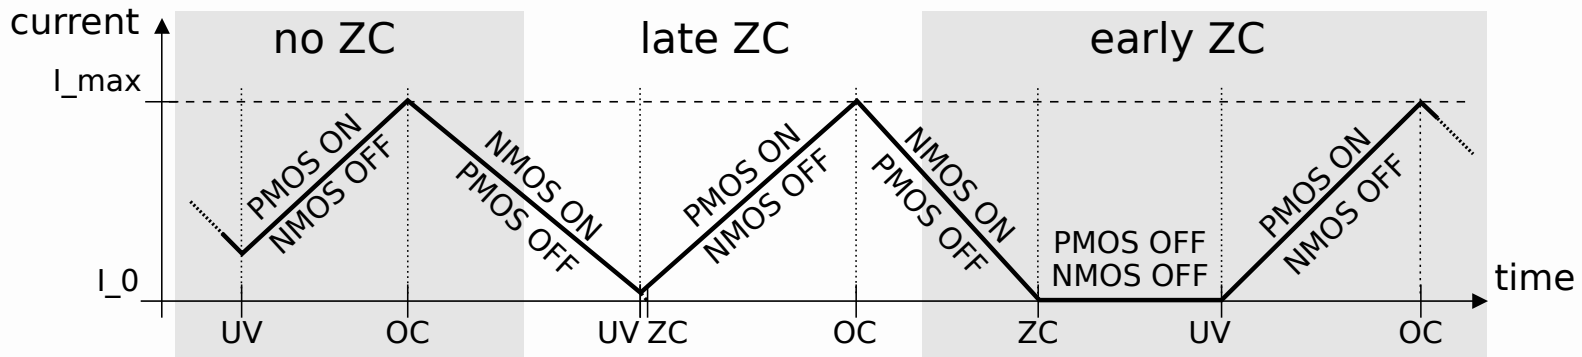 current
no ZC
late ZC
early ZC
I_max
PMOS ON
NMOS OFF
NMOS ON
PMOS OFF
PMOS ON
NMOS OFF
NMOS ON
PMOS OFF
PMOS OFF
NMOS OFF
PMOS ON
NMOS OFF
I_0
time
UV
OC
UV ZC
OC
ZC
UV
OC